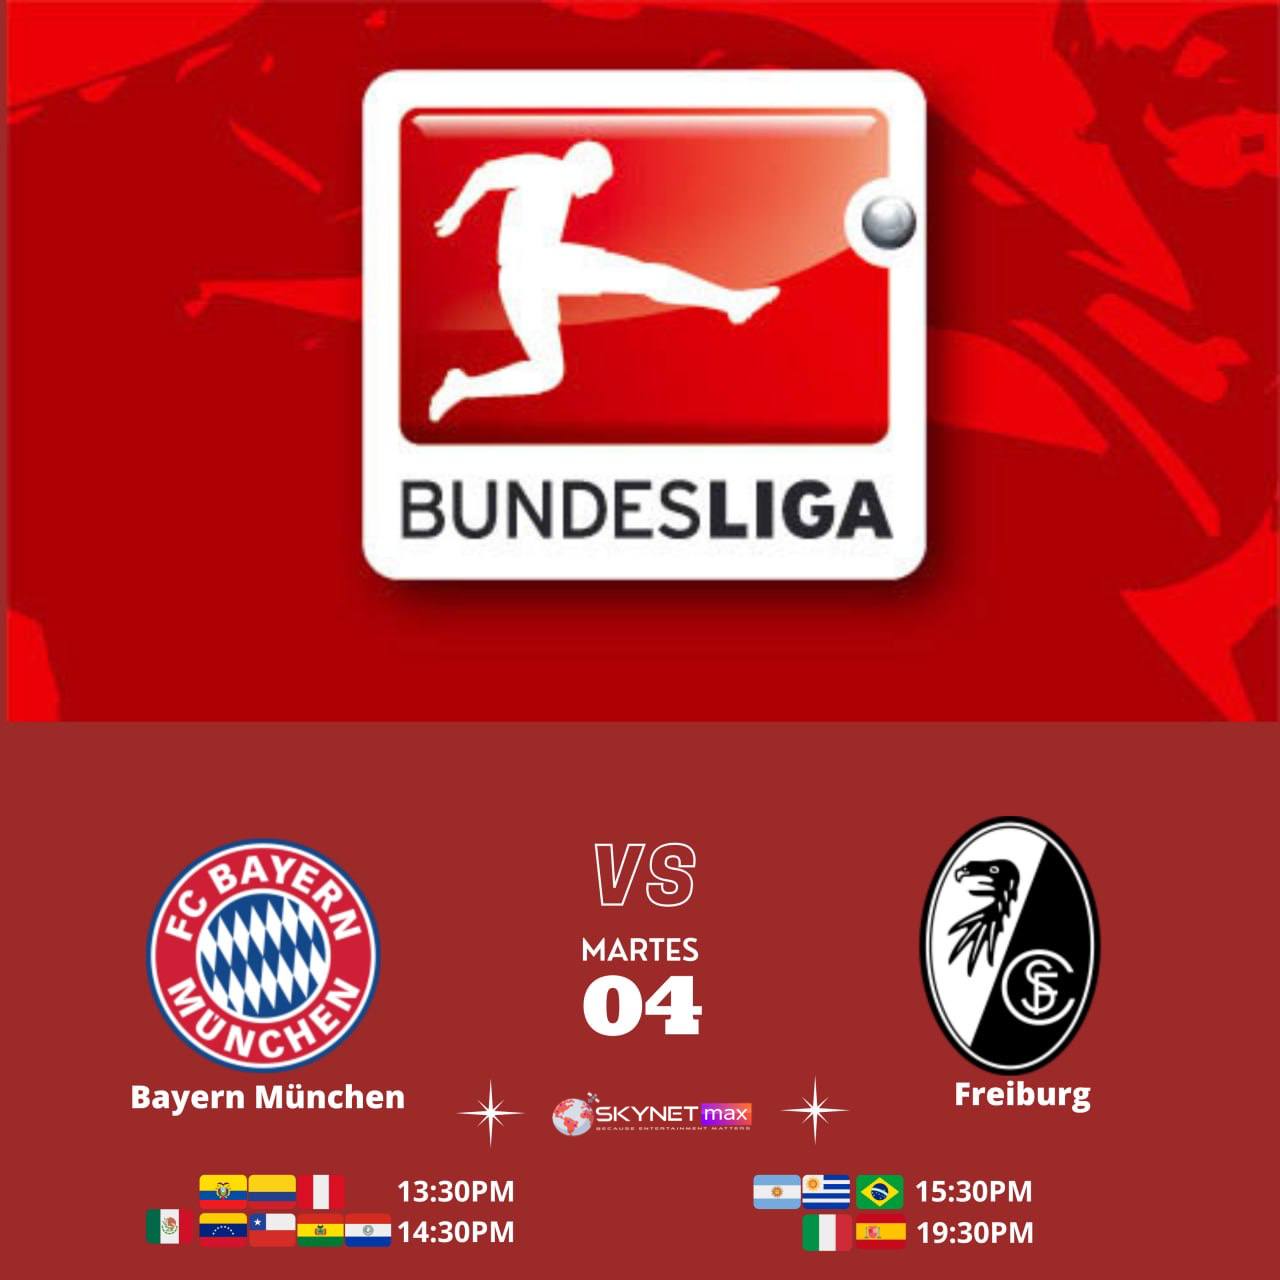 BUNDESLIGA
FC BAYERN
MÜNCHEN
VS
MARTES
04
SC
Bayern München
Freiburg
SKYNET max
BECAUSE ENTERTAINMENT MATTERS
13:30PM
14:30PM
15:30PM
19:30PM